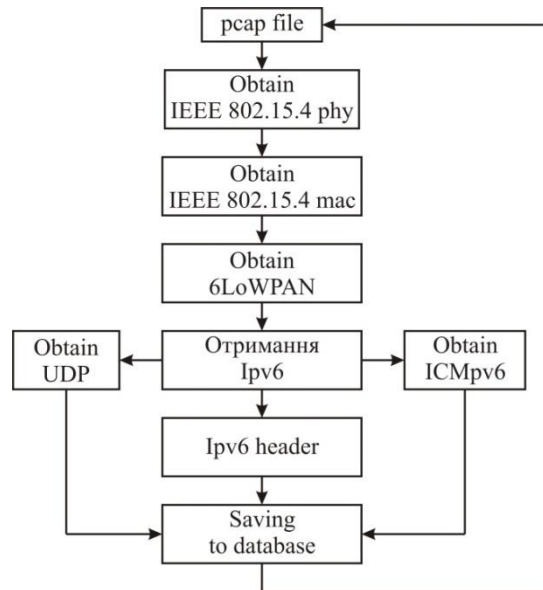 pcap file
Obtain
IEEE 802.15.4 phy
Obtain
IEEE 802.15.4 mac
Obtain
6LoWPAN
Obtain
UDP
Отримання
Ipv6
Obtain
ICMpv6
Ipv6 header
Saving
to database